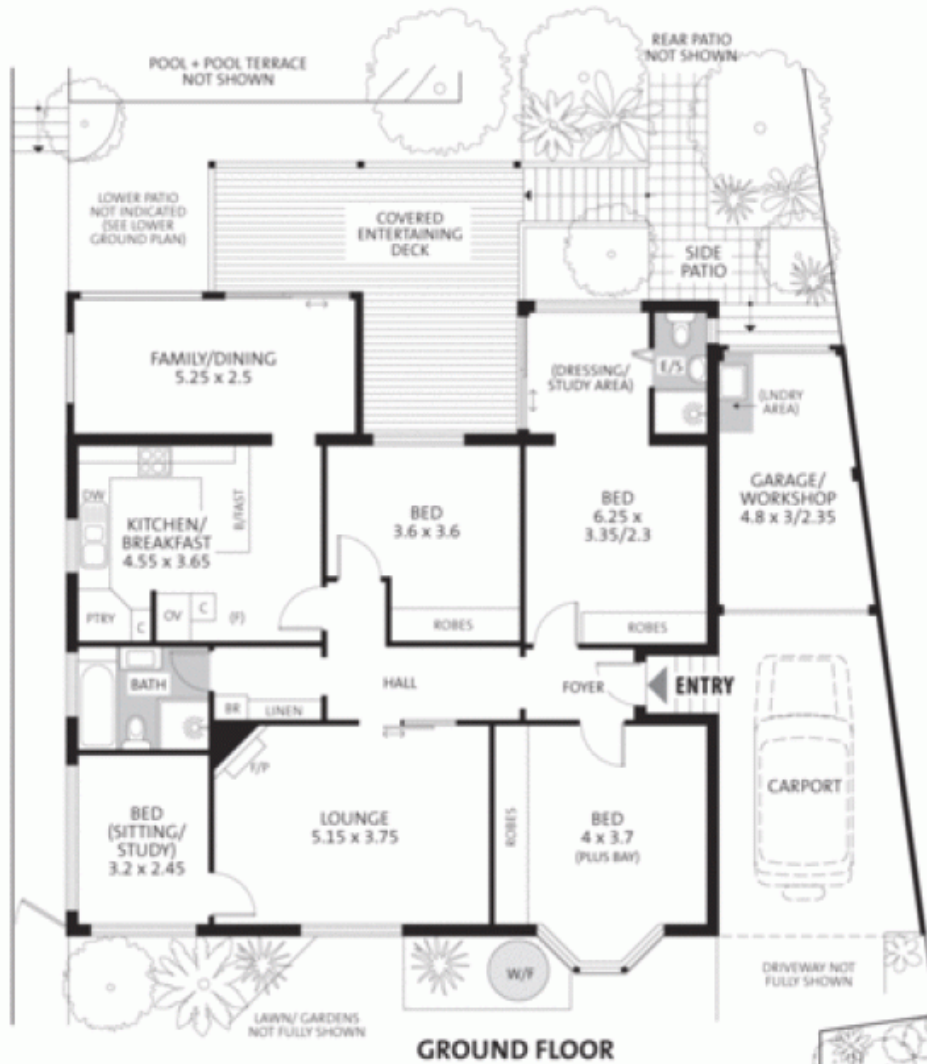 POOL + POOL TERRACE
NOT SHOWN
REAR PATIO
NOT SHOWN
LOWER PATIO
NOT INDICATED
(SEE LOWER
GROUND PLAN)
COVERED
ENTERTAINING
DECK
SIDE
PATIO
FAMILY/DINING
5.25 x 2.5
(DRESSING/
STUDY AREA)
E/S
(LNDRY
AREA)
DW
KITCHEN/
BREAKFAST
4.55 x 3.65
B/FAST
BED
3.6 x 3.6
BED
6.25 x
3.35/2.3
GARAGE/
WORKSHOP
4.8 x 3/2.35
PTRY
C
OV
C
(F)
ROBES
ROBES
BATH
BR
LINEN
HALL
FOYER
ENTRY
F/P
BED
(SITTING/
STUDY)
3.2 x 2.45
LOUNGE
5.15 x 3.75
ROBES
BED
4 x 3.7
(PLUS BAY)
CARPORT
W/F
DRIVEWAY NOT
FULLY SHOWN
LAWN/ GARDENS
NOT FULLY SHOWN
GROUND FLOOR